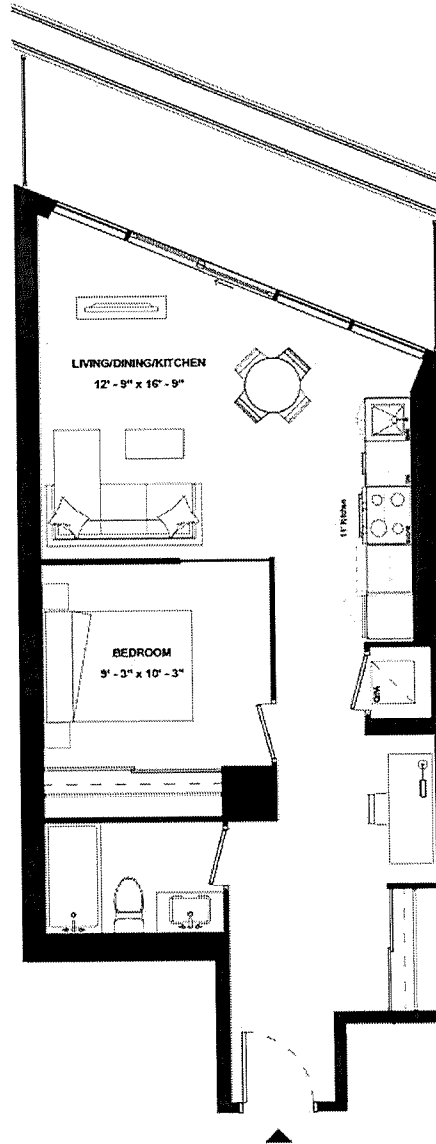 LIVING/DINING/KITCHEN
12' - 9" x 16' - 9"
11' Kitchen
BEDROOM
9' - 3" x 10' - 3"
W/D